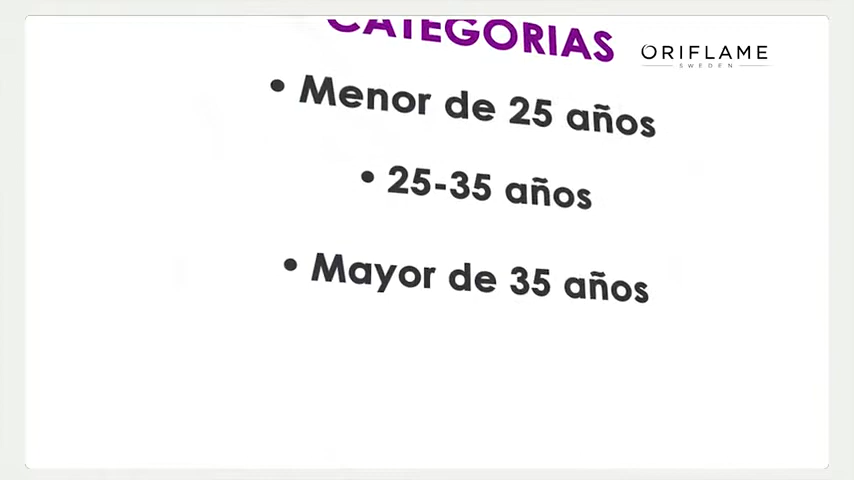 CATEGORIAS
ORIFLAME
SWEDEN
• Menor de 25 años
• 25-35 años
• Mayor de 35 años